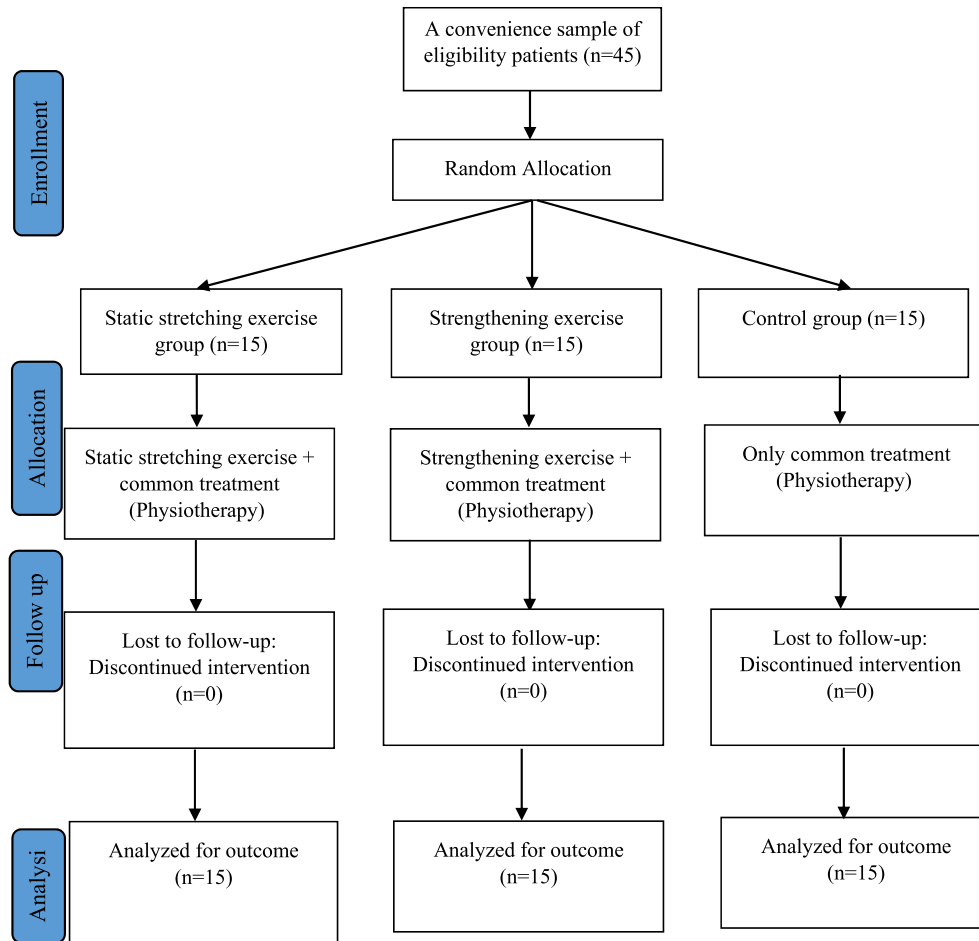 A convenience sample of
eligibility patients (n=45)
Enrollment
Random Allocation
Static stretching exercise
group (n=15)
Strengthening exercise
group (n=15)
Control group (n=15)
Allocation
Static stretching exercise +
common treatment
(Physiotherapy)
Strengthening exercise +
common treatment
(Physiotherapy)
Only common treatment
(Physiotherapy)
Follow up
Lost to follow-up:
Discontinued intervention
(n=0)
Lost to follow-up:
Discontinued intervention
(n=0)
Lost to follow-up:
Discontinued intervention
(n=0)
Analysi
Analyzed for outcome
(n=15)
Analyzed for outcome
(n=15)
Analyzed for outcome
(n=15)